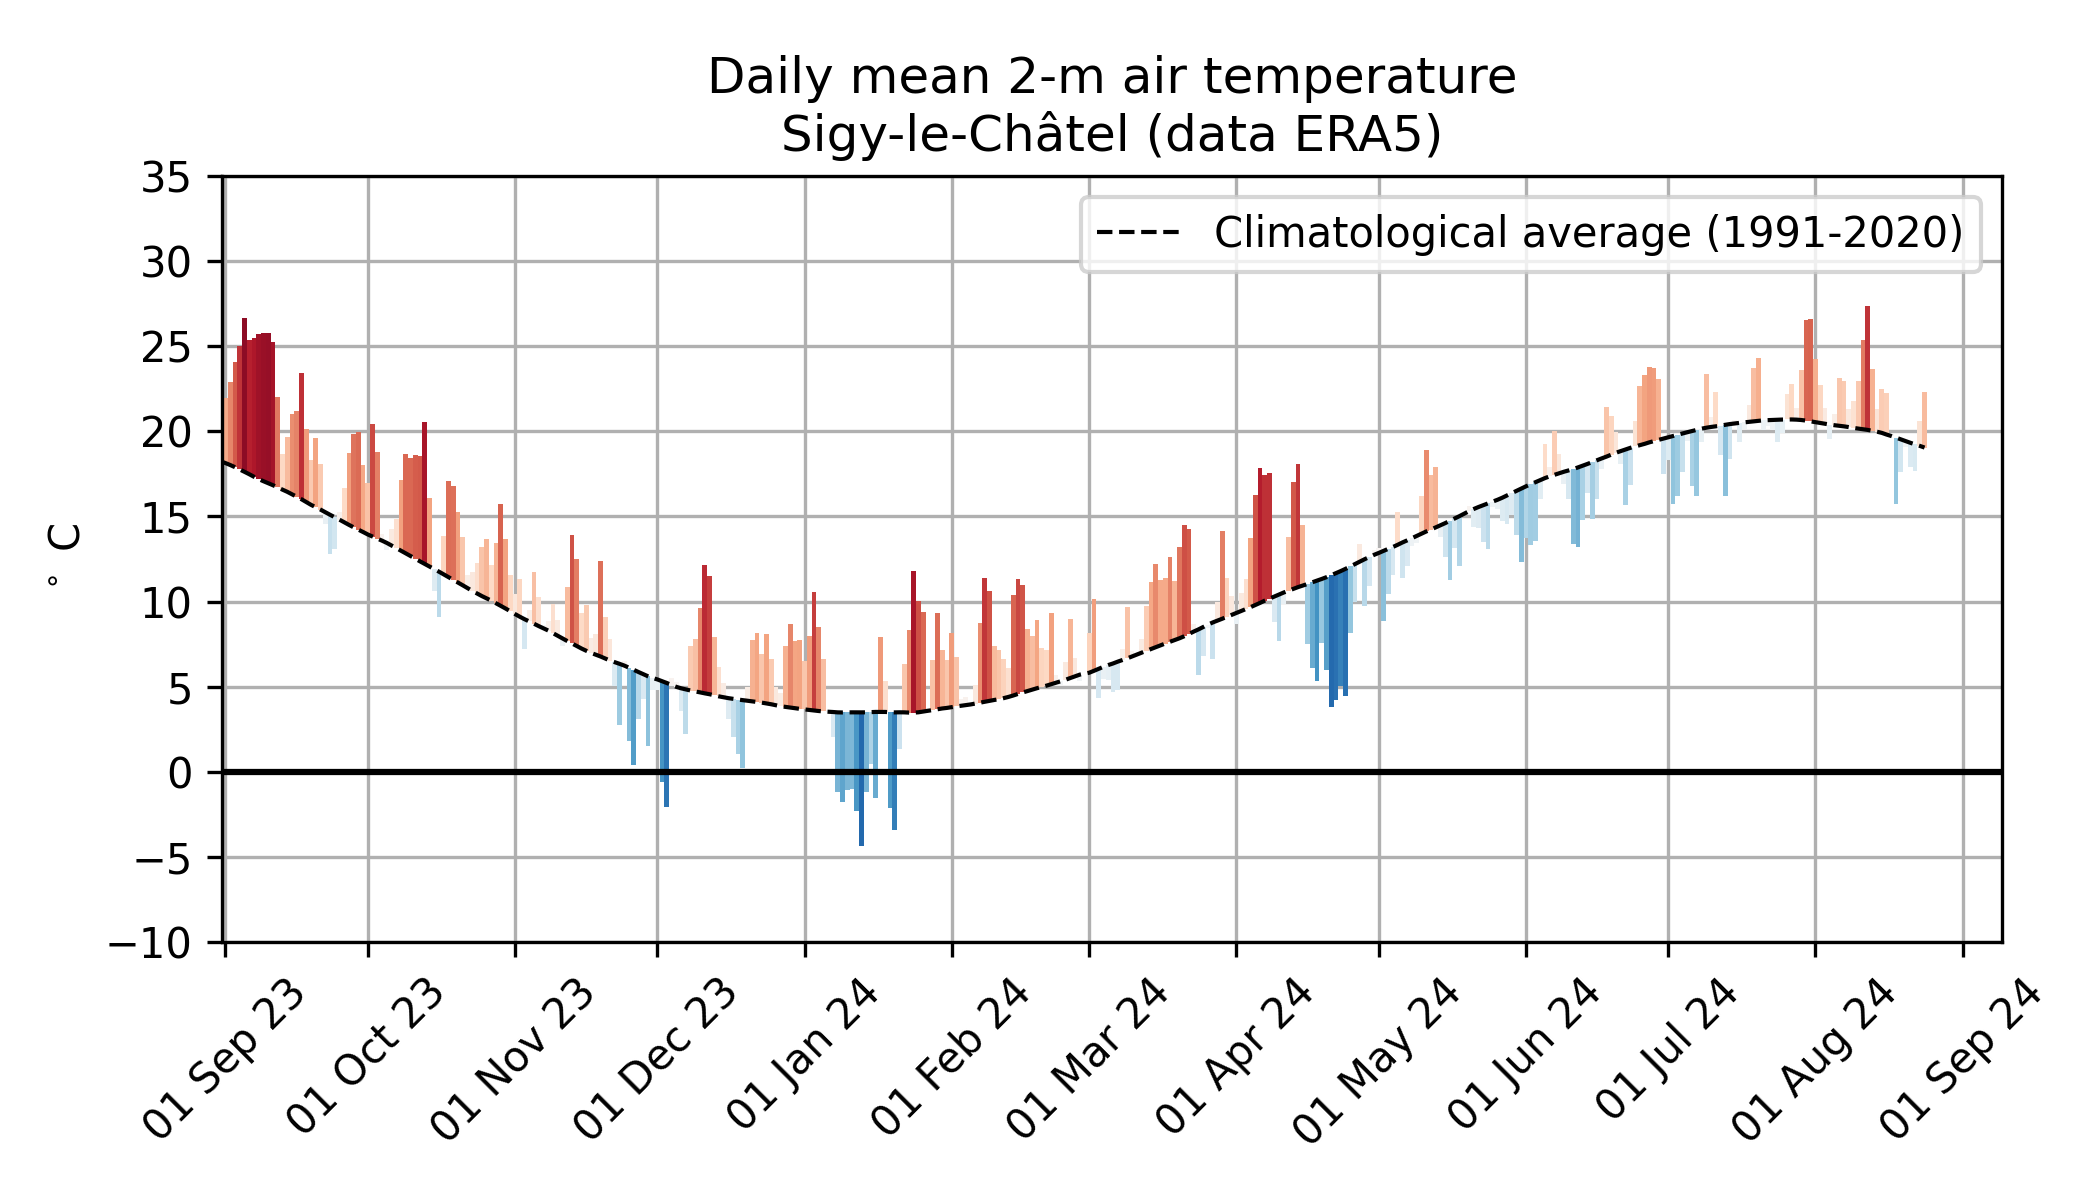 Daily mean 2-m air temperature
Sigy-le-Châtel (data ERA5)
Climatological average (1991-2020)
35
30
25
20
15
10
5
0
−5
−10
° C
01 Sep 23
01 Oct 23
01 Nov 23
01 Dec 23
01 Jan 24
01 Feb 24
01 Mar 24
01 Apr 24
01 May 24
01 Jun 24
01 Jul 24
01 Aug 24
01 Sep 24